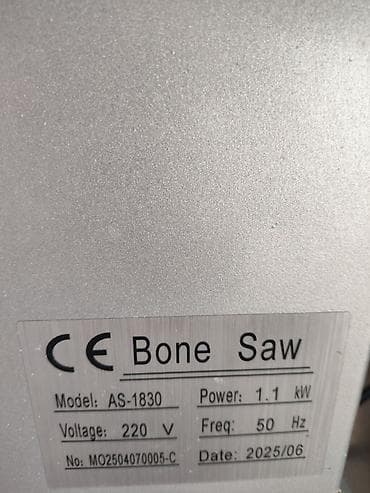 CE Bone Saw
Model: AS-1830 Power: 1.1 kW
Voltage: 220 V Freq: 50 Hz
No: MO2504070005-C Date: 2025/06